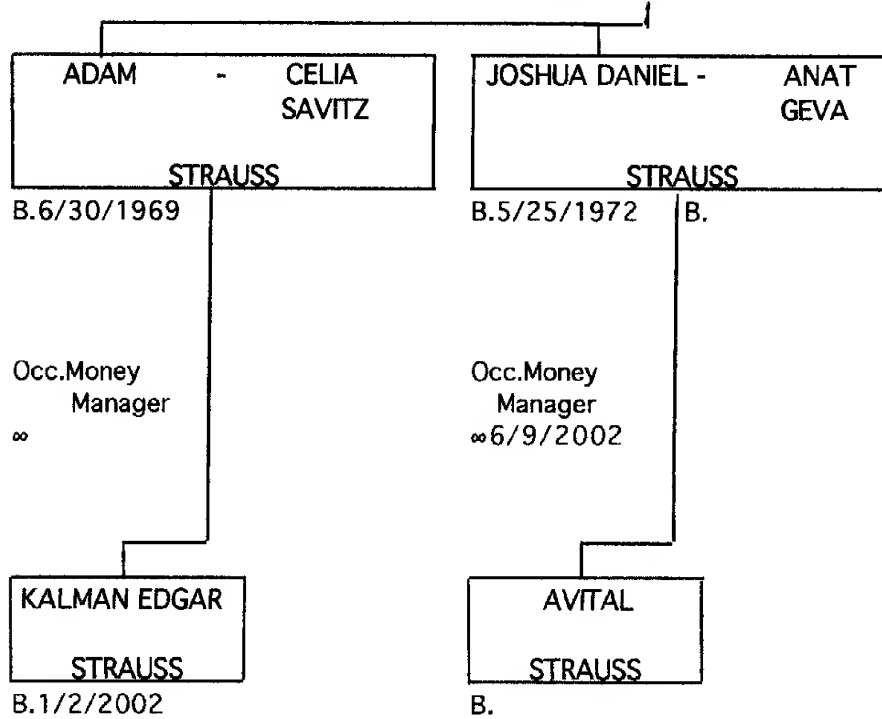 ADAM - CELIA
SAVITZ
STRAUSS
B.6/30/1969
JOSHUA DANIEL - ANAT
GEVA
STRAUSS
B.5/25/1972 B.
Occ.Money
Manager
∞
Occ.Money
Manager
∞6/9/2002
KALMAN EDGAR
STRAUSS
B.1/2/2002
AVITAL
STRAUSS
B.